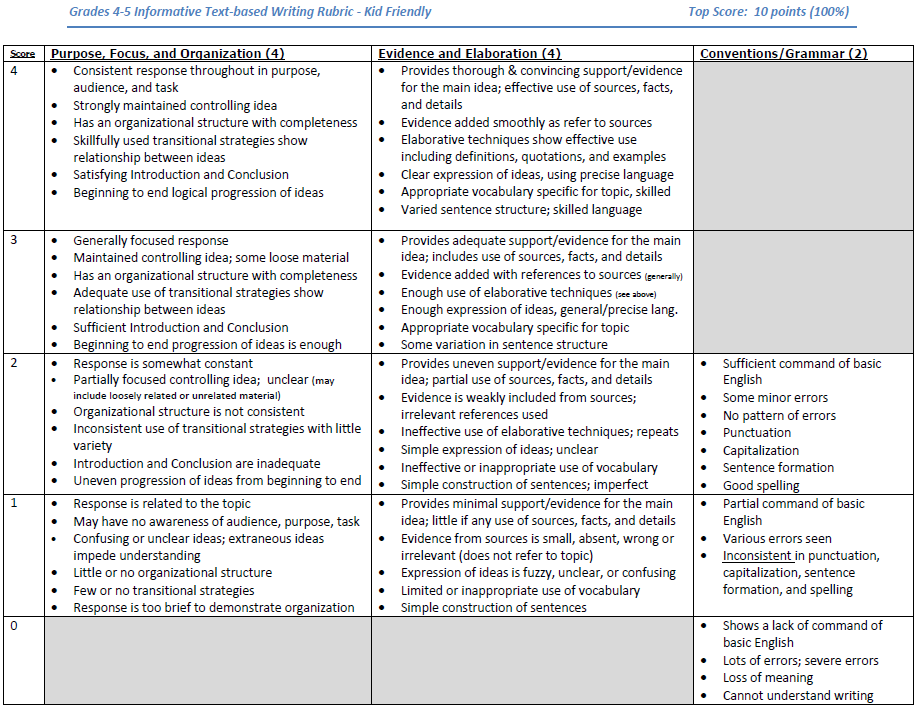 Grades 4-5 Informative Text-based Writing Rubric - Kid Friendly Top Score: 10 points (100%)
Score Purpose, Focus, and Organization (4) Evidence and Elaboration (4) Conventions/Grammar (2)
4
• Consistent response throughout in purpose,
audience, and task
• Strongly maintained controlling idea
• Has an organizational structure with completeness
• Skillfully used transitional strategies show
relationship between ideas
• Satisfying Introduction and Conclusion
• Beginning to end logical progression of ideas
• Provides thorough & convincing support/evidence
for the main idea; effective use of sources, facts,
and details
• Evidence added smoothly as refer to sources
• Elaborative techniques show effective use
including definitions, quotations, and examples
• Clear expression of ideas, using precise language
• Appropriate vocabulary specific for topic, skilled
• Varied sentence structure; skilled language
3
• Generally focused response
• Maintained controlling idea; some loose material
• Has an organizational structure with completeness
• Adequate use of transitional strategies show
relationship between ideas
• Sufficient Introduction and Conclusion
• Beginning to end progression of ideas is enough
• Provides adequate support/evidence for the main
idea; includes use of sources, facts, and details
• Evidence added with references to sources (generally)
• Enough use of elaborative techniques (see above)
• Enough expression of ideas, general/precise lang.
• Appropriate vocabulary specific for topic
• Some variation in sentence structure
2
• Response is somewhat constant
• Partially focused controlling idea; unclear (may
include loosely related or unrelated material)
• Organizational structure is not consistent
• Inconsistent use of transitional strategies with little
variety
• Introduction and Conclusion are inadequate
• Uneven progression of ideas from beginning to end
• Provides uneven support/evidence for the main
idea; partial use of sources, facts, and details
• Evidence is weakly included from sources;
irrelevant references used
• Ineffective use of elaborative techniques; repeats
• Simple expression of ideas; unclear
• Ineffective or inappropriate use of vocabulary
• Simple construction of sentences; imperfect
• Sufficient command of basic
English
• Some minor errors
• No pattern of errors
• Punctuation
• Capitalization
• Sentence formation
• Good spelling
1
• Response is related to the topic
• May have no awareness of audience, purpose, task
• Confusing or unclear ideas; extraneous ideas
impede understanding
• Little or no organizational structure
• Few or no transitional strategies
• Response is too brief to demonstrate organization
• Provides minimal support/evidence for the main
idea; little if any use of sources, facts, and details
• Evidence from sources is small, absent, wrong or
irrelevant (does not refer to topic)
• Expression of ideas is fuzzy, unclear, or confusing
• Limited or inappropriate use of vocabulary
• Simple construction of sentences
• Partial command of basic
English
• Various errors seen
• Inconsistent in punctuation,
capitalization, sentence
formation, and spelling
0
• Shows a lack of command of
basic English
• Lots of errors; severe errors
• Loss of meaning
• Cannot understand writing